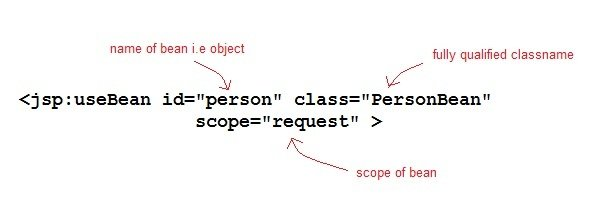 name of bean i.e object
fully qualified classname
<jsp:useBean id="person" class="PersonBean"
scope="request" >
scope of bean